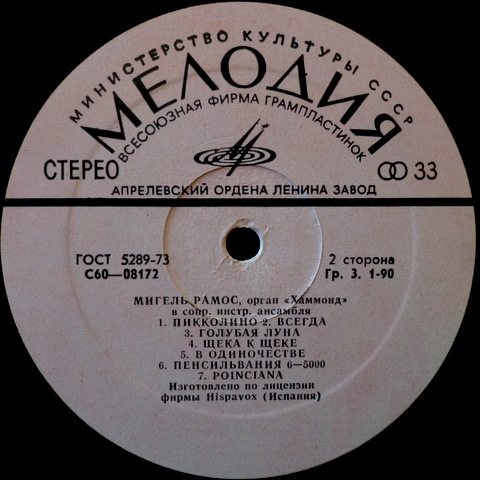 МИНИСТЕРСТВО КУЛЬТУРЫ СССР
МЕЛОДИЯ
ВСЕСОЮЗНАЯ ФИРМА ГРАМПЛАСТИНОК
СТЕРЕО 33
АПРЕЛЕВСКИЙ ОРДЕНА ЛЕНИНА ЗАВОД
ГОСТ 5289-73 2 сторона
С60—08172 Гр. 3. 1-90
МИГЕЛЬ РАМОС, орган «Хаммонд»
в сопр. инстр. ансамбля
1. ПИККОЛИНО 2. ВСЕГДА
3. ГОЛУБАЯ ЛУНА
4. ЩЕКА К ЩЕКЕ
5. В ОДИНОЧЕСТВЕ
6. ПЕНСИЛЬВАНИЯ 6—5000
7. POINCIANA
Изготовлено по лицензии
фирмы Hispavox (Испания)